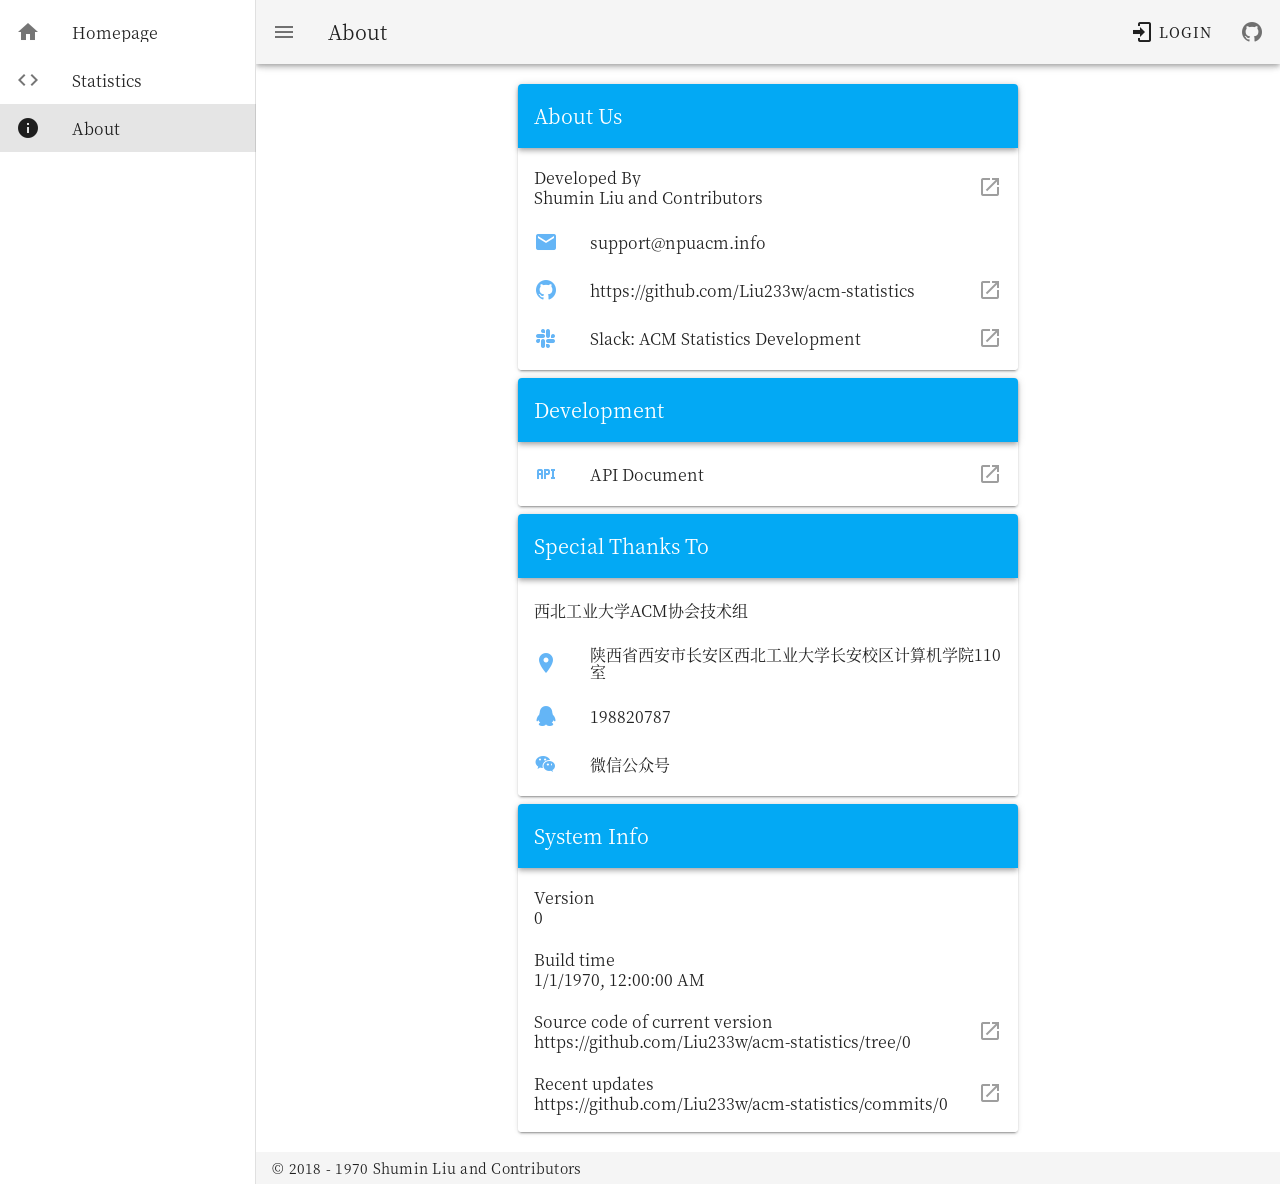 Homepage
Statistics
About
About
LOGIN
About Us
Developed By
Shumin Liu and Contributors
support@npuacm.info
https://github.com/Liu233w/acm-statistics
Slack: ACM Statistics Development
Development
API
API Document
Special Thanks To
西北工业大学ACM协会技术组
陕西省西安市长安区西北工业大学长安校区计算机学院110
室
198820787
微信公众号
System Info
Version
0
Build time
1/1/1970, 12:00:00 AM
Source code of current version
https://github.com/Liu233w/acm-statistics/tree/0
Recent updates
https://github.com/Liu233w/acm-statistics/commits/0
© 2018 - 1970 Shumin Liu and Contributors